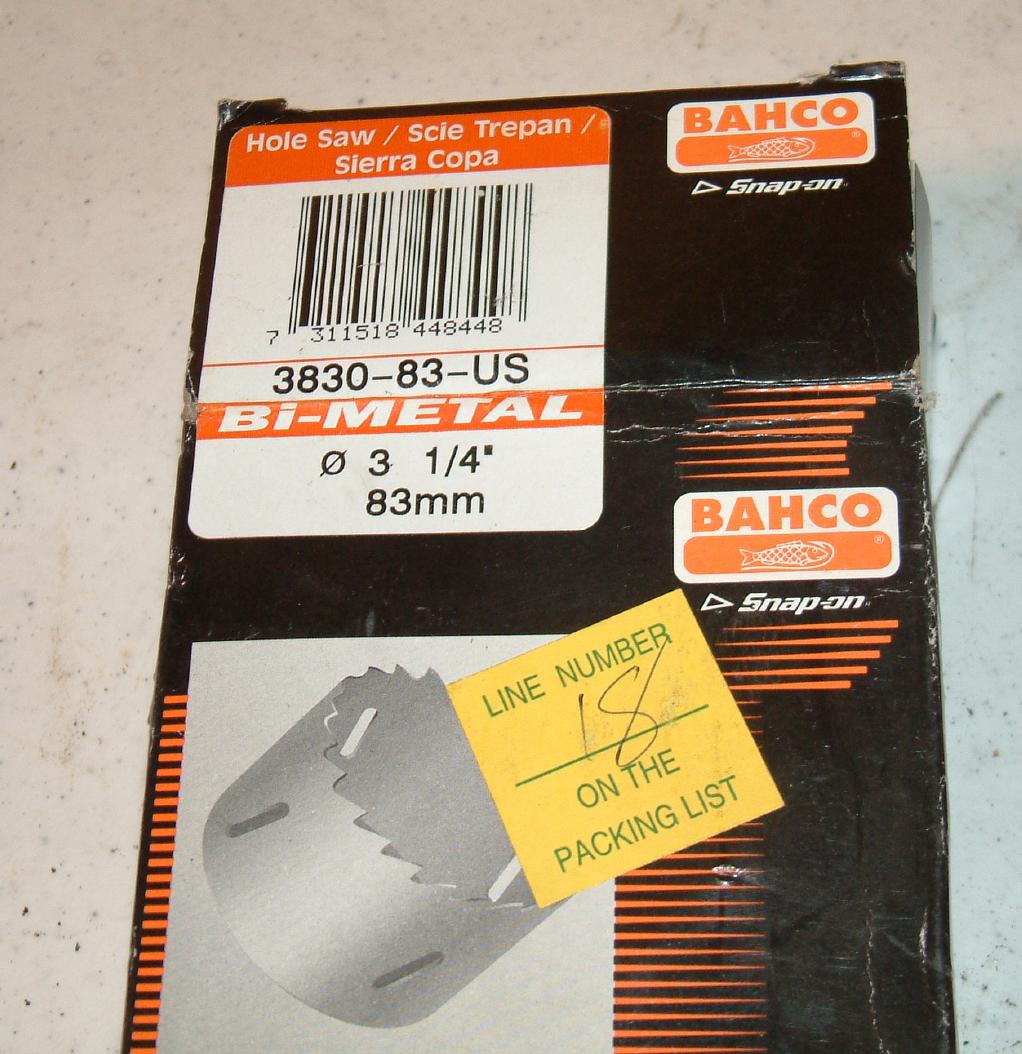 Hole Saw / Scie Trepan /
Sierra Copa
7 311518 448448
3830-83-US
Bi-METAL
Ø 3 1/4"
83mm
BAHCO
®
Snap-on
BAHCO
®
Snap-on
LINE NUMBER
18
ON THE
PACKING LIST